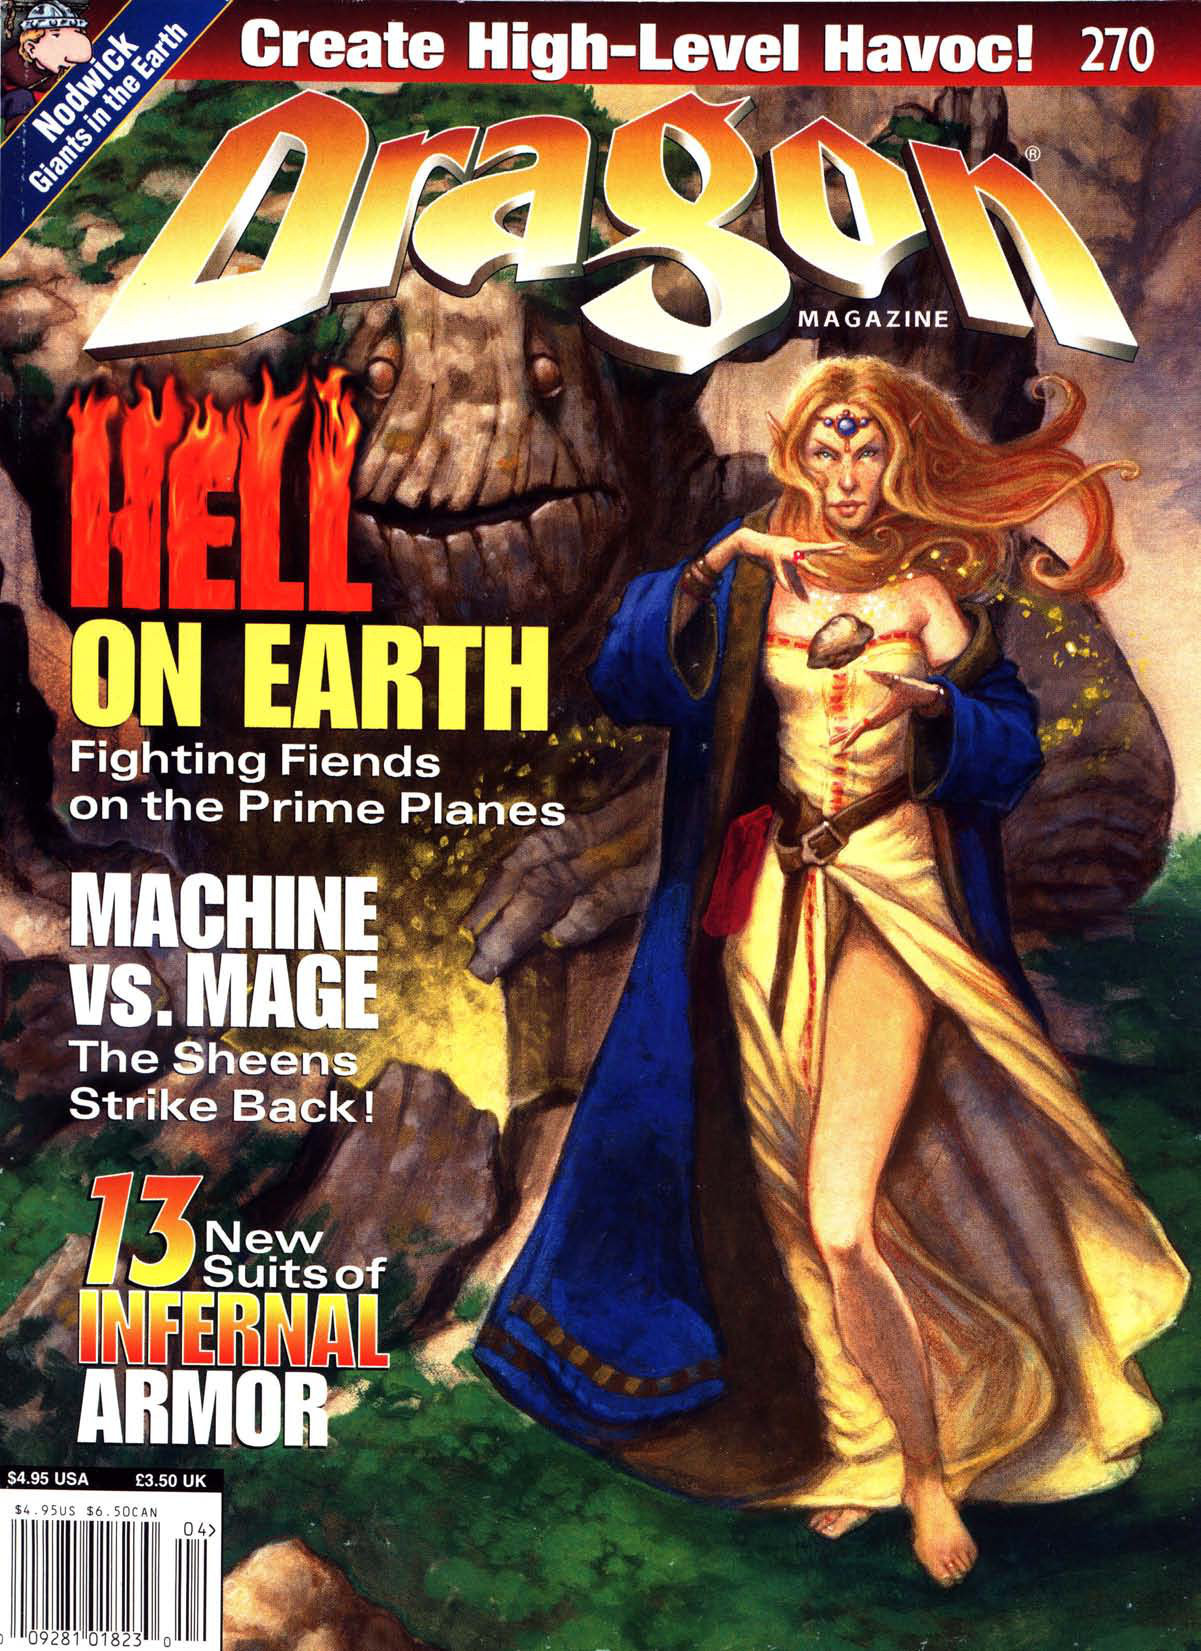 Nodwick
Giants in the Earth
Create High-Level Havoc! 270
Dragon®
MAGAZINE
HELL
ON EARTH
Fighting Fiends
on the Prime Planes
MACHINE
VS. MAGE
The Sheens
Strike Back!
13 New
Suits of
INFERNAL
ARMOR
$4.95 USA £3.50 UK
$4.95US $6.50CAN
04>
0 09281 01823 0